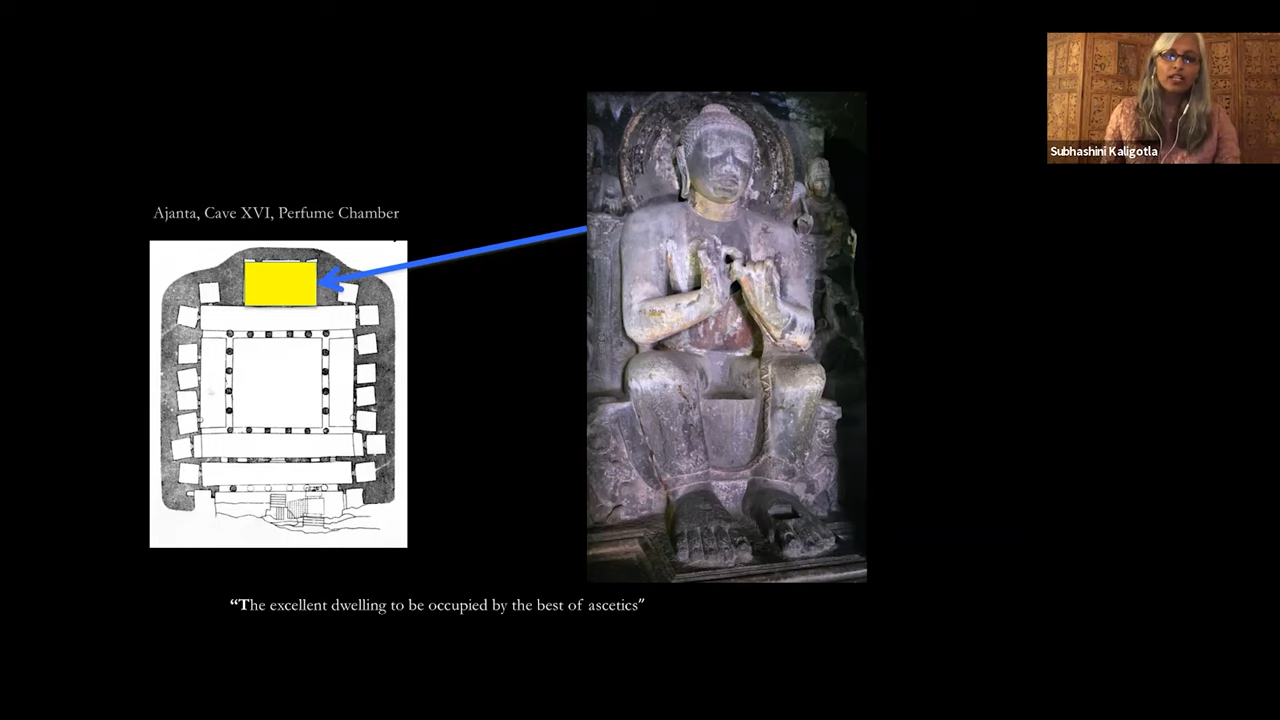 Subhashini Kaligotla
Ajanta, Cave XVI, Perfume Chamber
“The excellent dwelling to be occupied by the best of ascetics”